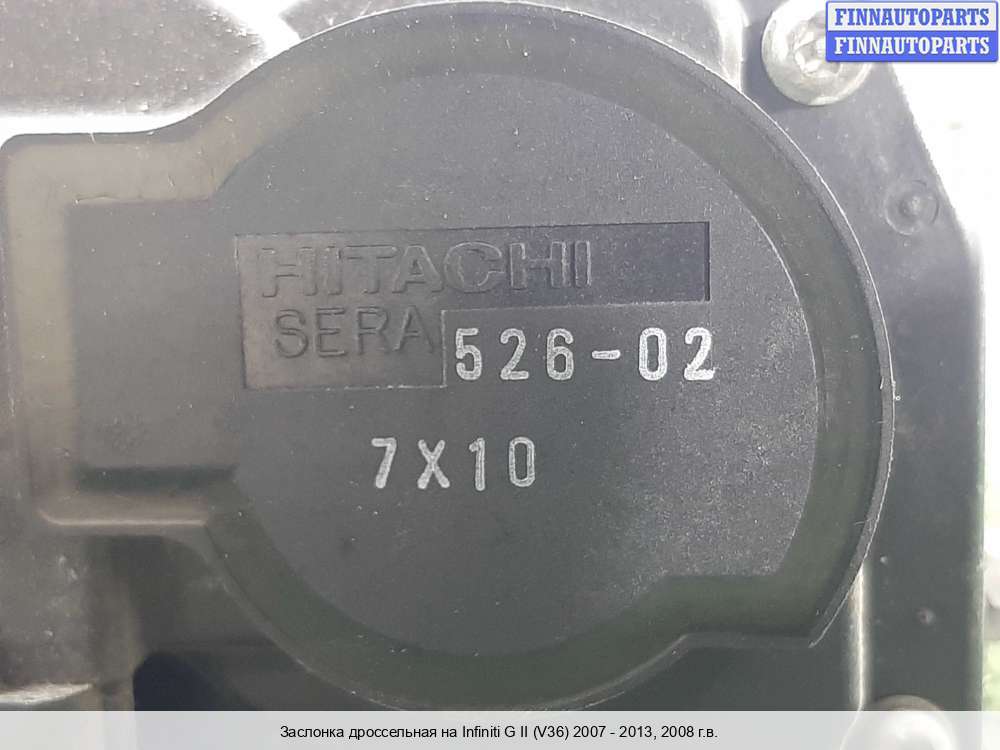 FINNAUTOPARTS
FINNAUTOPARTS
HITACHI
SERA 526-02
7X10
Заслонка дроссельная на Infiniti G II (V36) 2007 - 2013, 2008 г.в.